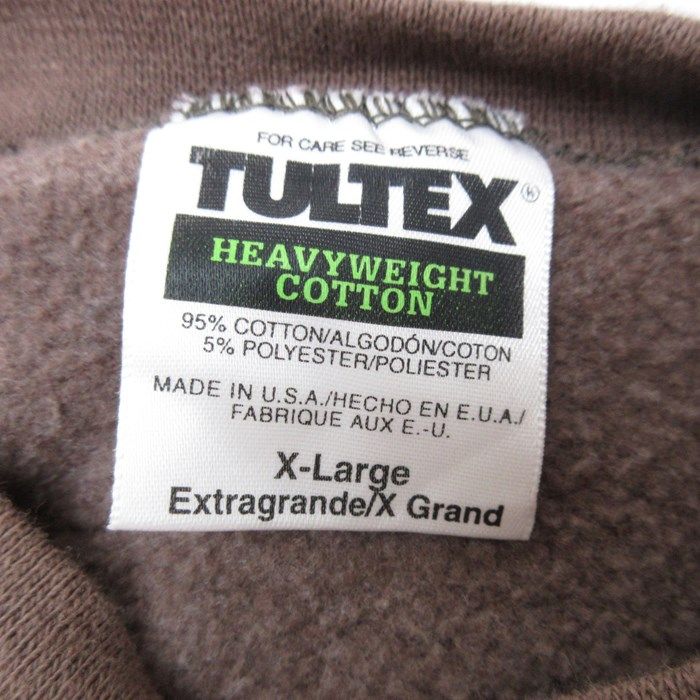 FOR CARE SEE REVERSE
TULTEX®
HEAVYWEIGHT
COTTON
95% COTTON/ALGODÓN/COTON
5% POLYESTER/POLIESTER
MADE IN U.S.A./HECHO EN E.U.A./
FABRIQUE AUX E.-U.
X-Large
Extragrande/X Grand